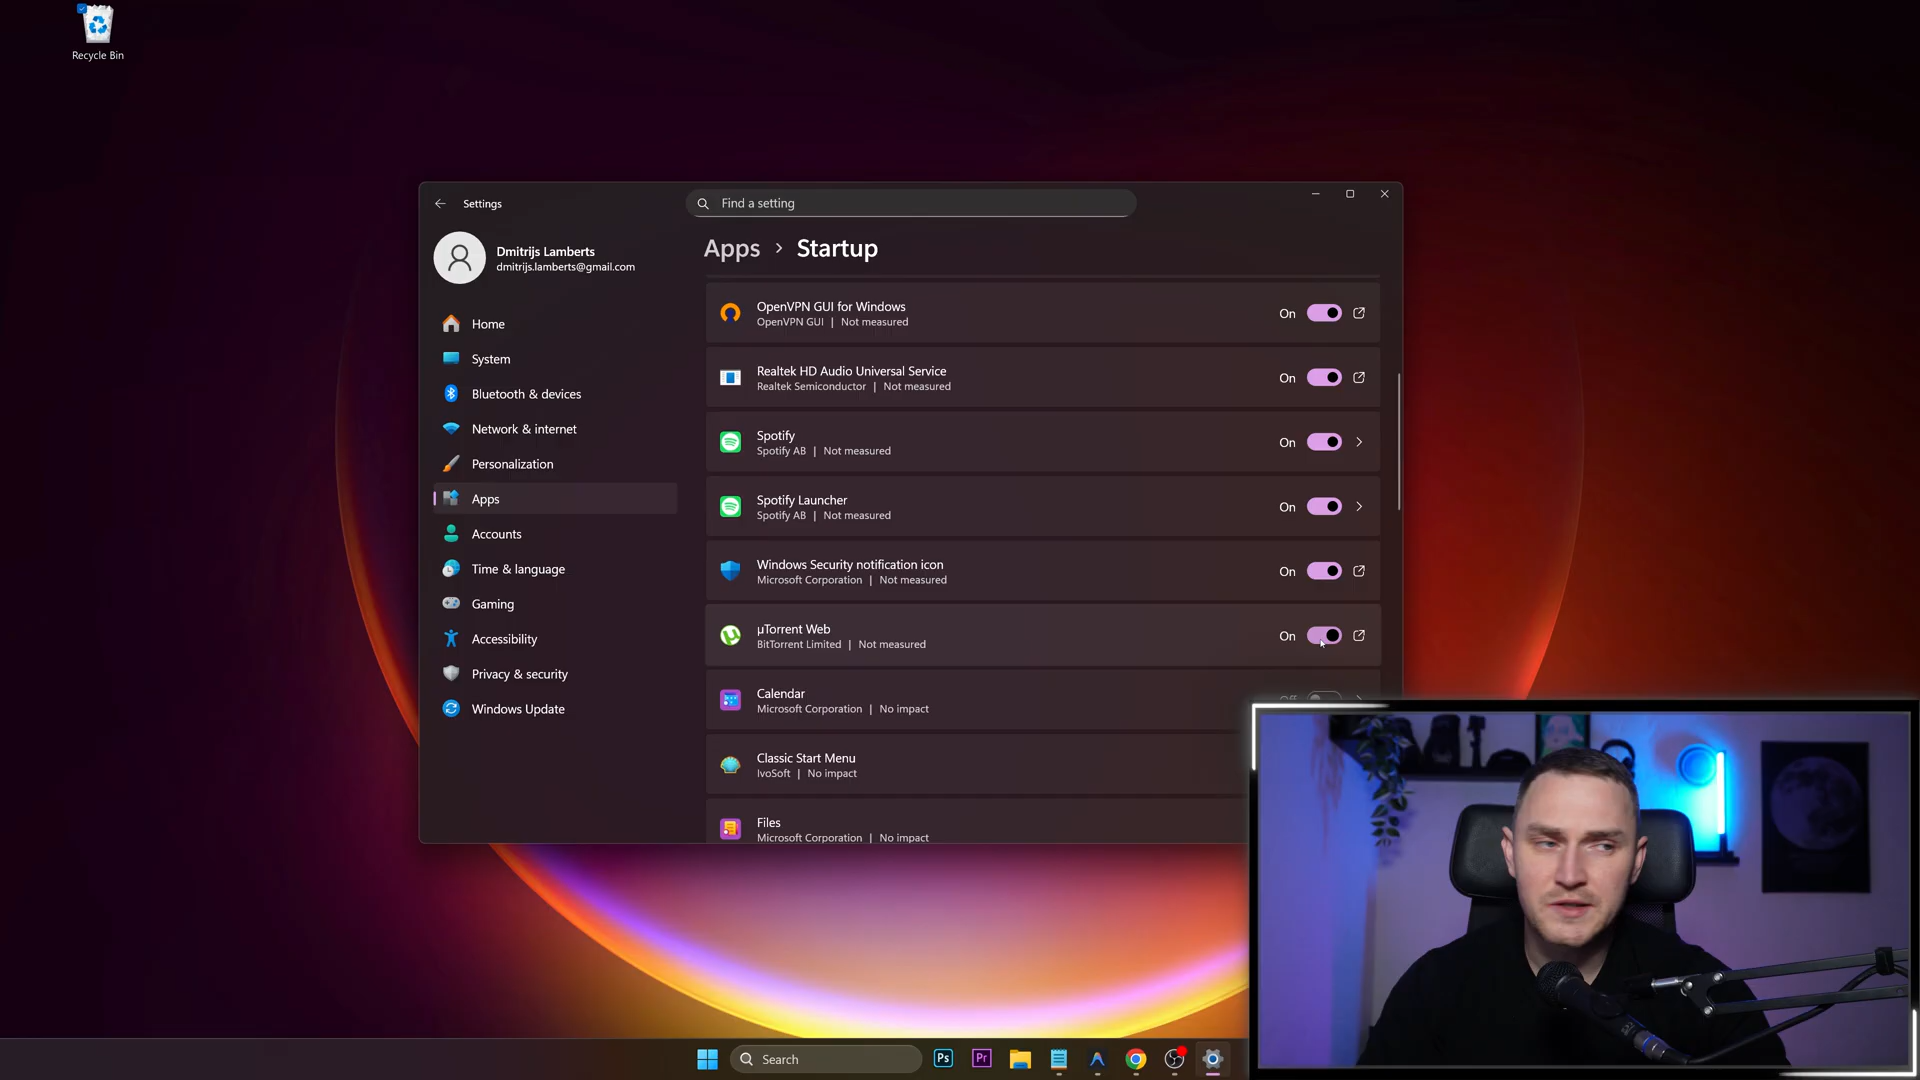 Recycle Bin
Settings
Find a setting
Dmitrijs Lamberts
dmitrijs.lamberts@gmail.com
Home
System
Bluetooth & devices
Network & internet
Personalization
Apps
Accounts
Time & language
Gaming
Accessibility
Privacy & security
Windows Update
Apps > Startup
OpenVPN GUI for Windows
OpenVPN GUI | Not measured
On
Realtek HD Audio Universal Service
Realtek Semiconductor | Not measured
On
Spotify
Spotify AB | Not measured
On
Spotify Launcher
Spotify AB | Not measured
On
Windows Security notification icon
Microsoft Corporation | Not measured
On
µTorrent Web
BitTorrent Limited | Not measured
On
Calendar
Microsoft Corporation | No impact
Off
Classic Start Menu
IvoSoft | No impact
Files
Microsoft Corporation | No impact
Search
Ps
Pr